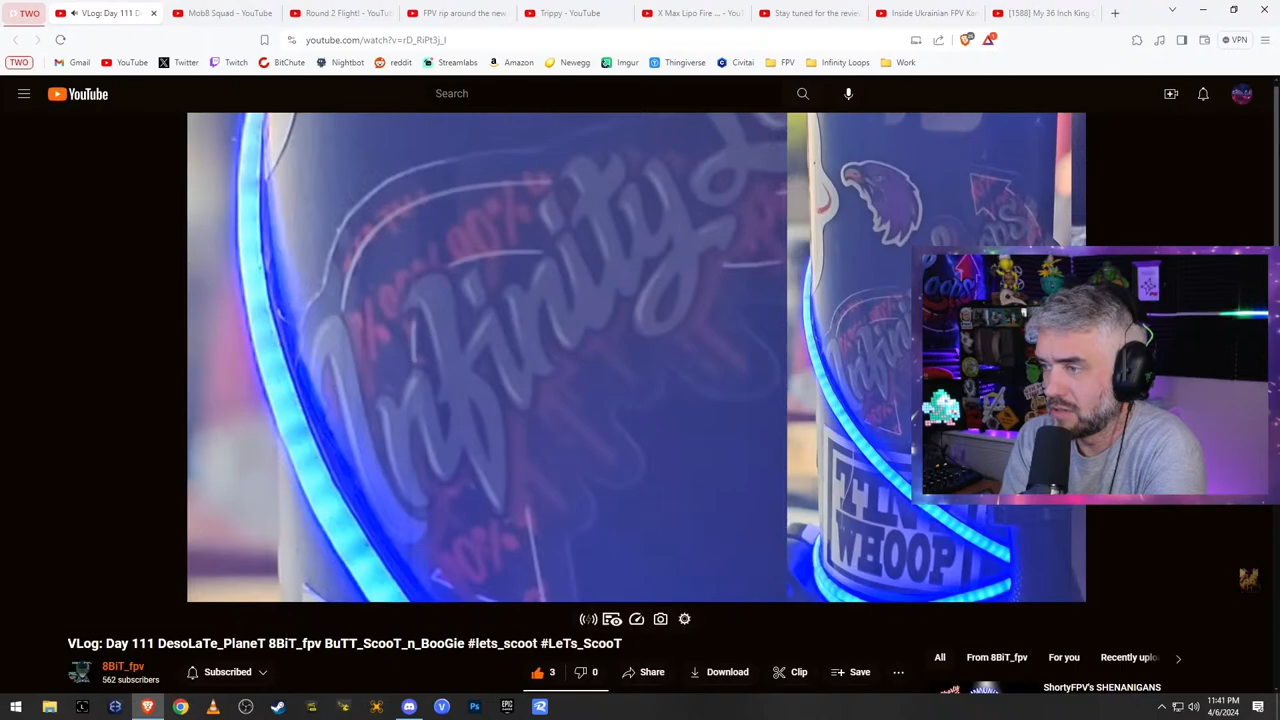 TWO
VLog: Day 111 D
Mob8 Squad - YouTube
Round 2 Flight! - YouTu
FPV rip around the new
Trippy - YouTube
X Max Lipo Fire ... - YouT
Stay tuned for the review
Inside Ukrainian FPV Kam
[1588] My 36 Inch King C
youtube.com/watch?v=rD_RiPt3j_I
VPN
TWO
Gmail
YouTube
Twitter
Twitch
BitChute
Nightbot
reddit
Streamlabs
Amazon
Newegg
Imgur
Thingiverse
Civitai
FPV
Infinity Loops
Work
YouTube
Search
Infinity
WHOOP
VLog: Day 111 DesoLaTe_PlaneT 8BiT_fpv BuTT_ScooT_n_BooGie #lets_scoot #LeTs_ScooT
8BiT_fpv
562 subscribers
Subscribed
3
0
Share
Download
Clip
Save
All
From 8BiT_fpv
For you
Recently uplo
ShortyFPV's SHENANIGANS
11:41 PM
4/6/2024